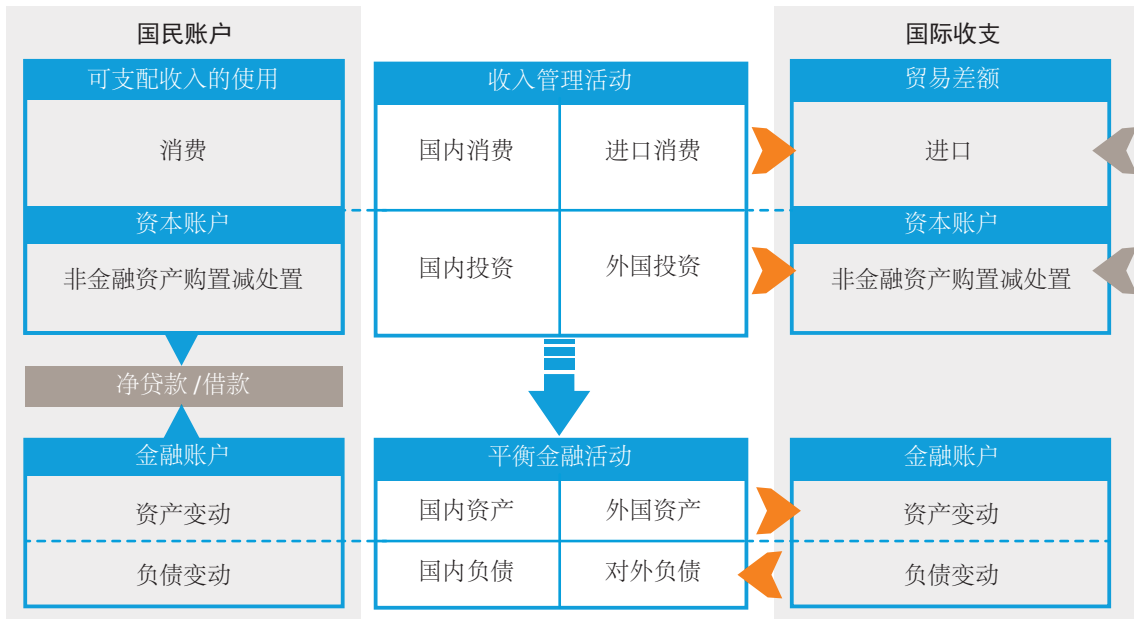 国民账户
可支配收入的使用
消费
资本账户
非金融资产购置减处置
净贷款 /借款
金融账户
资产变动
负债变动
收入管理活动
国内消费
进口消费
国内投资
外国投资
平衡金融活动
国内资产
外国资产
国内负债
对外负债
国际收支
贸易差额
进口
资本账户
非金融资产购置减处置
金融账户
资产变动
负债变动